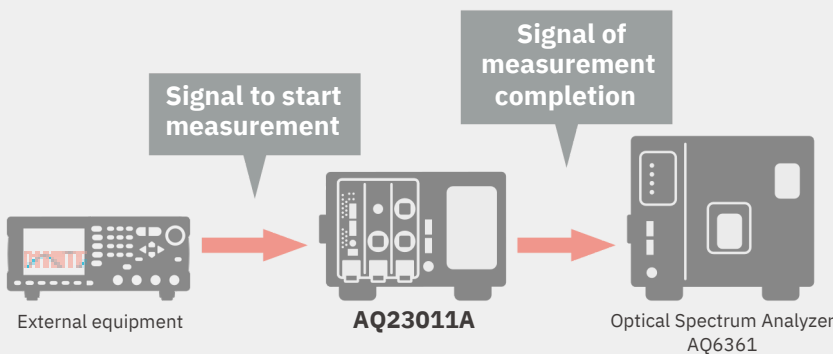 Signal to start
measurement
Signal of
measurement
completion
External equipment
AQ23011A
Optical Spectrum Analyzer
AQ6361